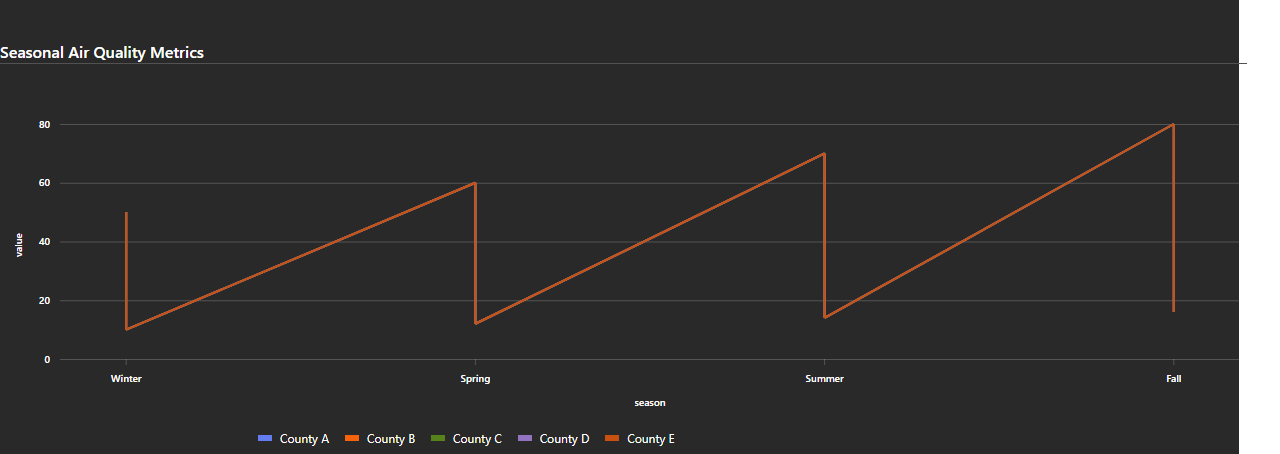 Seasonal Air Quality Metrics
80
60
40
20
0
value
Winter Spring Summer Fall
season
County A County B County C County D County E